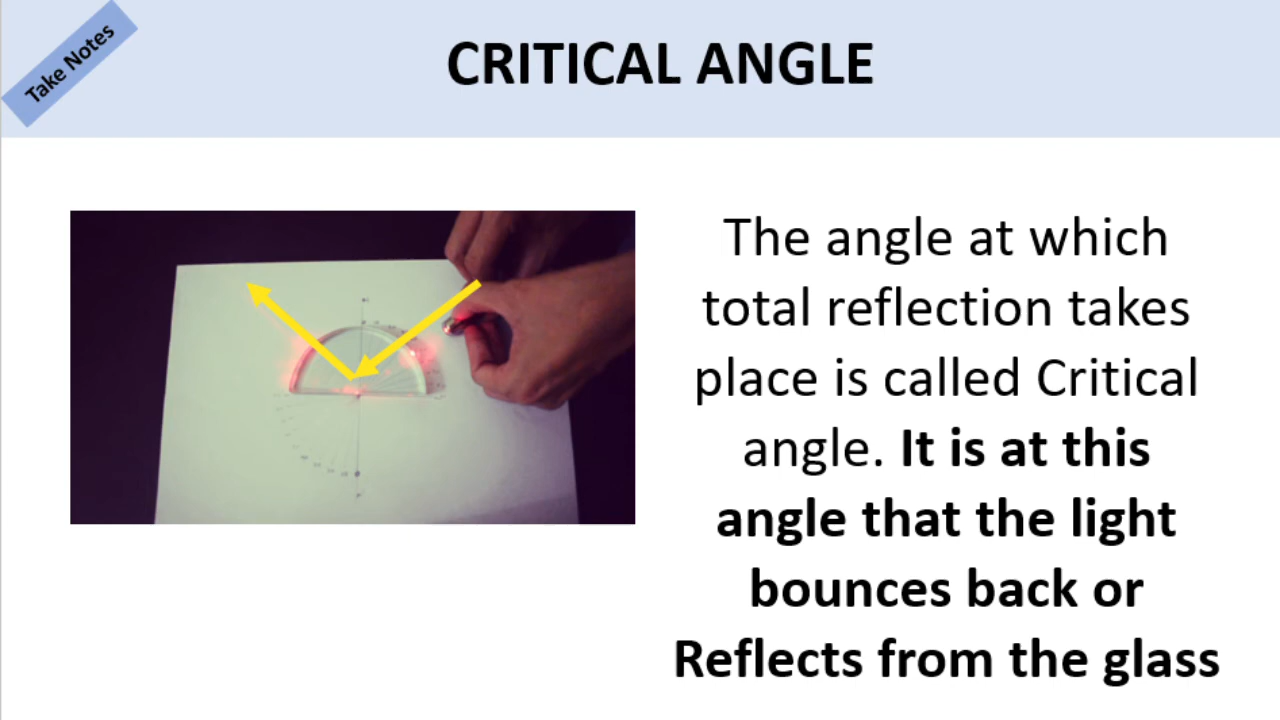 Take Notes
CRITICAL ANGLE
The angle at which
total reflection takes
place is called Critical
angle. It is at this
angle that the light
bounces back or
Reflects from the glass